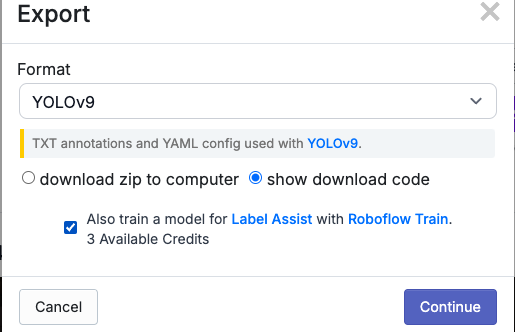 Export
Format
YOLOv9
TXT annotations and YAML config used with YOLOv9.
download zip to computer show download code
Also train a model for Label Assist with Roboflow Train.
3 Available Credits
Cancel Continue